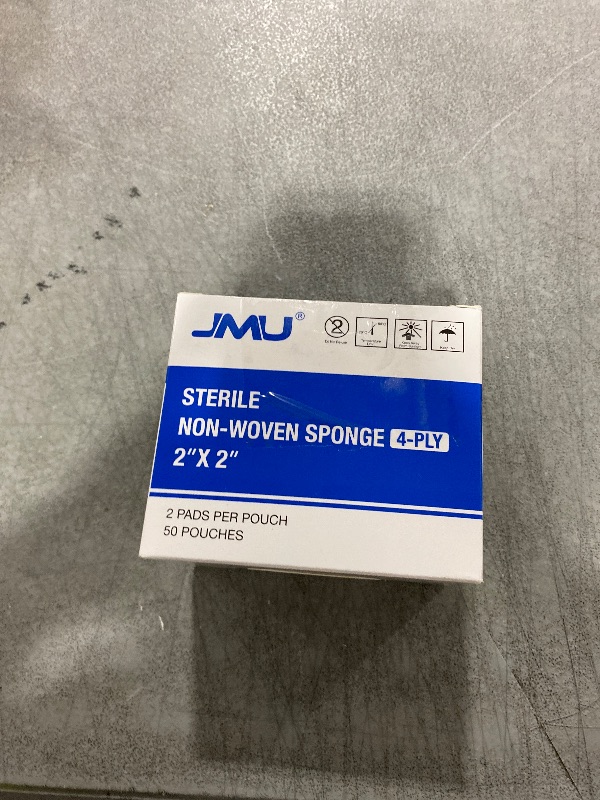 JMU®
STERILE
NON-WOVEN SPONGE 4-PLY
2"X 2"
2 PADS PER POUCH
50 POUCHES